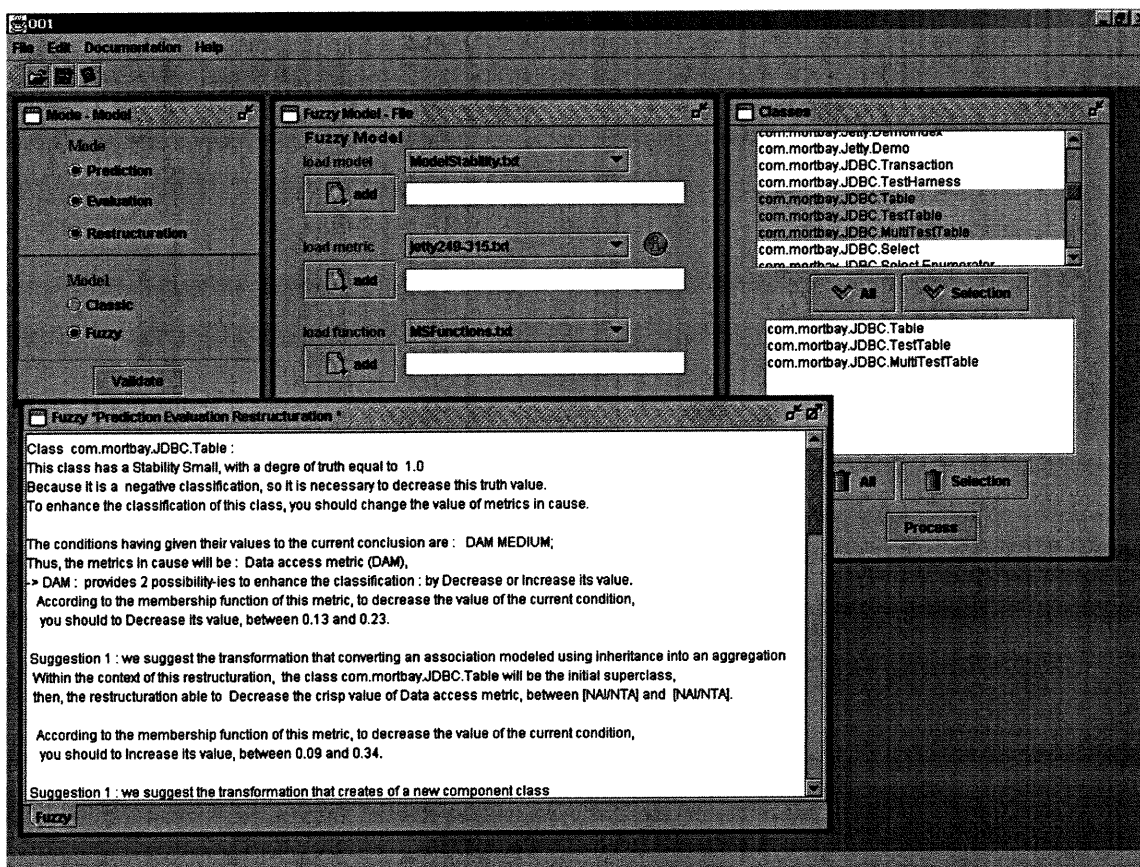 001
File Edit Documentation Help
Mode - Model
Mode
Prediction
Evaluation
Restructuration
Model
Classic
Fuzzy
Validate
Fuzzy Model - File
Fuzzy Model
load model ModelStability.txt
add
load metric jetty249-315.txt
add
load function MSFunctions.txt
add
Classes
com.mortbay.Jetty.DemoIndex
com.mortbay.Jetty.Demo
com.mortbay.JDBC.Transaction
com.mortbay.JDBC.TestHarness
com.mortbay.JDBC.Table
com.mortbay.JDBC.TestTable
com.mortbay.JDBC.MultiTestTable
com.mortbay.JDBC.Select
com.mortbay.JDBC.Select.Enumerator
All Selection
com.mortbay.JDBC.Table
com.mortbay.JDBC.TestTable
com.mortbay.JDBC.MultiTestTable
All Selection
Process
Fuzzy "Prediction Evaluation Restructuration "
Class com.mortbay.JDBC.Table :
This class has a Stability Small, with a degre of truth equal to 1.0
Because it is a negative classification, so it is necessary to decrease this truth value.
To enhance the classification of this class, you should change the value of metrics in cause.
The conditions having given their values to the current conclusion are : DAM MEDIUM;
Thus, the metrics in cause will be : Data access metric (DAM),
-> DAM : provides 2 possibility-ies to enhance the classification : by Decrease or Increase its value.
According to the membership function of this metric, to decrease the value of the current condition,
you should to Decrease its value, between 0.13 and 0.23.
Suggestion 1 : we suggest the transformation that converting an association modeled using inheritance into an aggregation
Within the context of this restructuration, the class com.mortbay.JDBC.Table will be the initial superclass,
then, the restructuration able to Decrease the crisp value of Data access metric, between [NAI/NTA] and [NAI/NTA].
According to the membership function of this metric, to decrease the value of the current condition,
you should to Increase its value, between 0.09 and 0.34.
Suggestion 1 : we suggest the transformation that creates of a new component class
Fuzzy